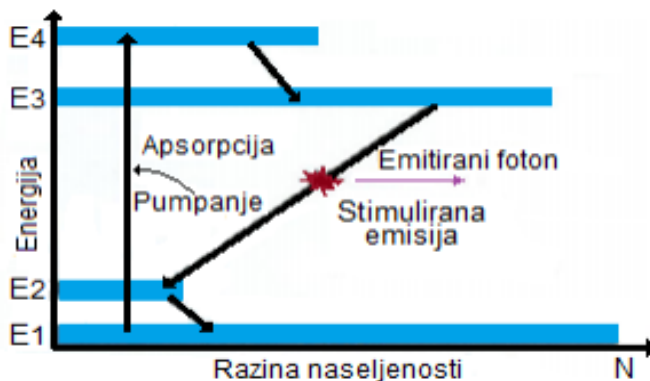 E4
E3
Apsorpcija
Emitirani foton
Pumpanje
Stimulirana
emisija
Energija
E2
E1
Razina naseljenosti
N